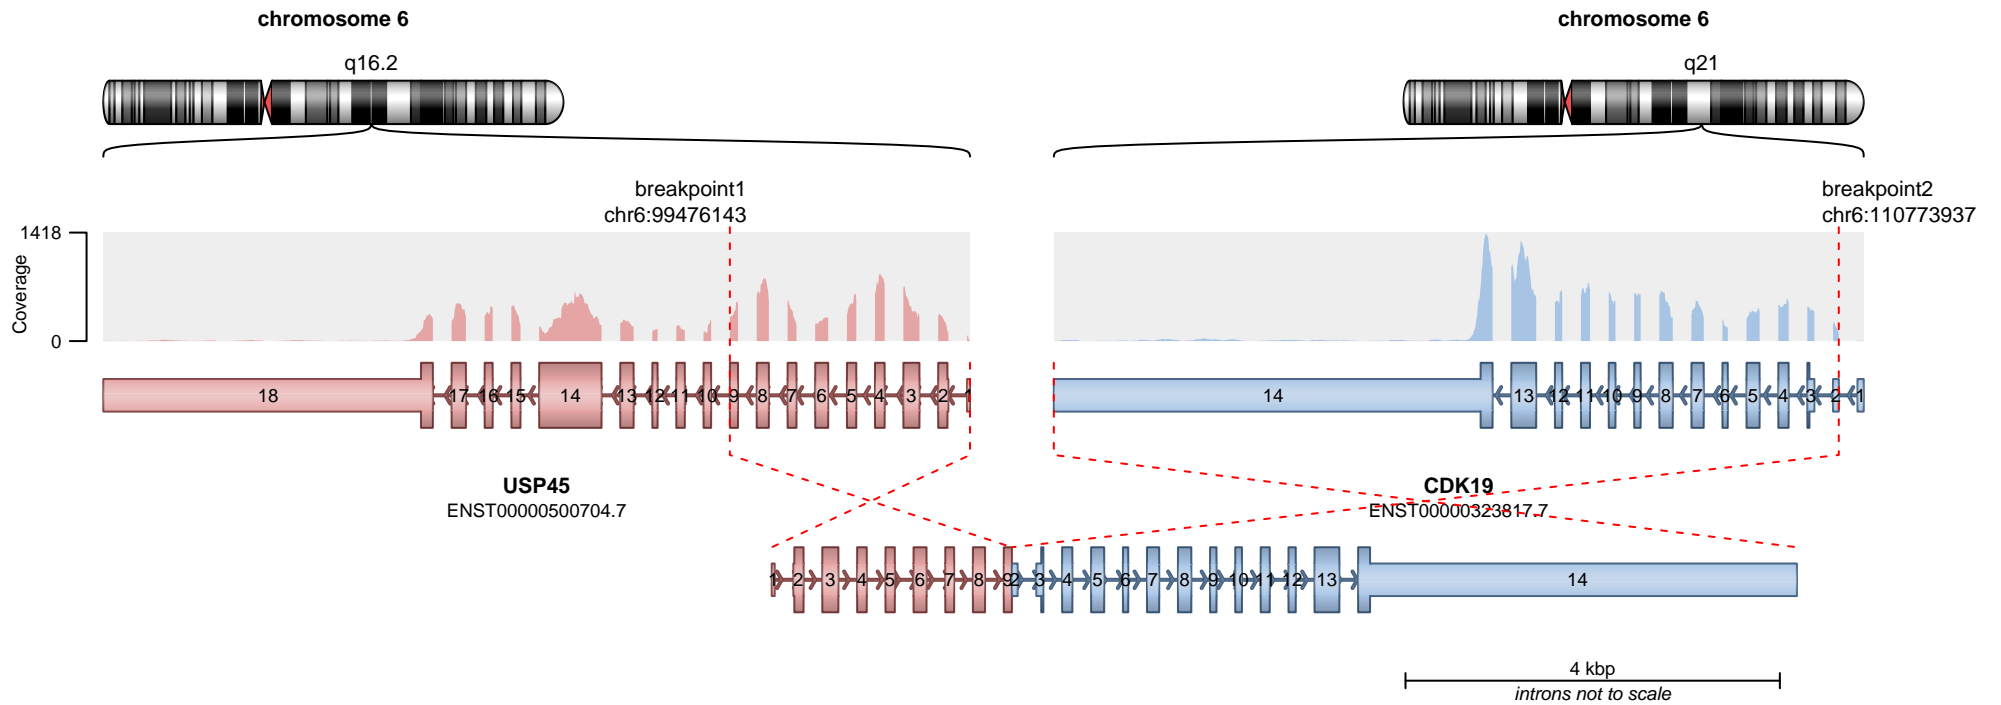 chromosome 6
chromosome 6
q16.2
q21
breakpoint1
chr6:99476143
breakpoint2
chr6:110773937
1418
Coverage
0
18 17 16 15 14 13 12 11 10 9 8 7 6 5 4 3 2 1
14 13 12 11 10 9 8 7 6 5 4 3 2 1
USP45
ENST00000500704.7
CDK19
ENST00000323817.7
1 2 3 4 5 6 7 8 9 2 3 4 5 6 7 8 9 10 11 12 13 14
4 kbp
introns not to scale